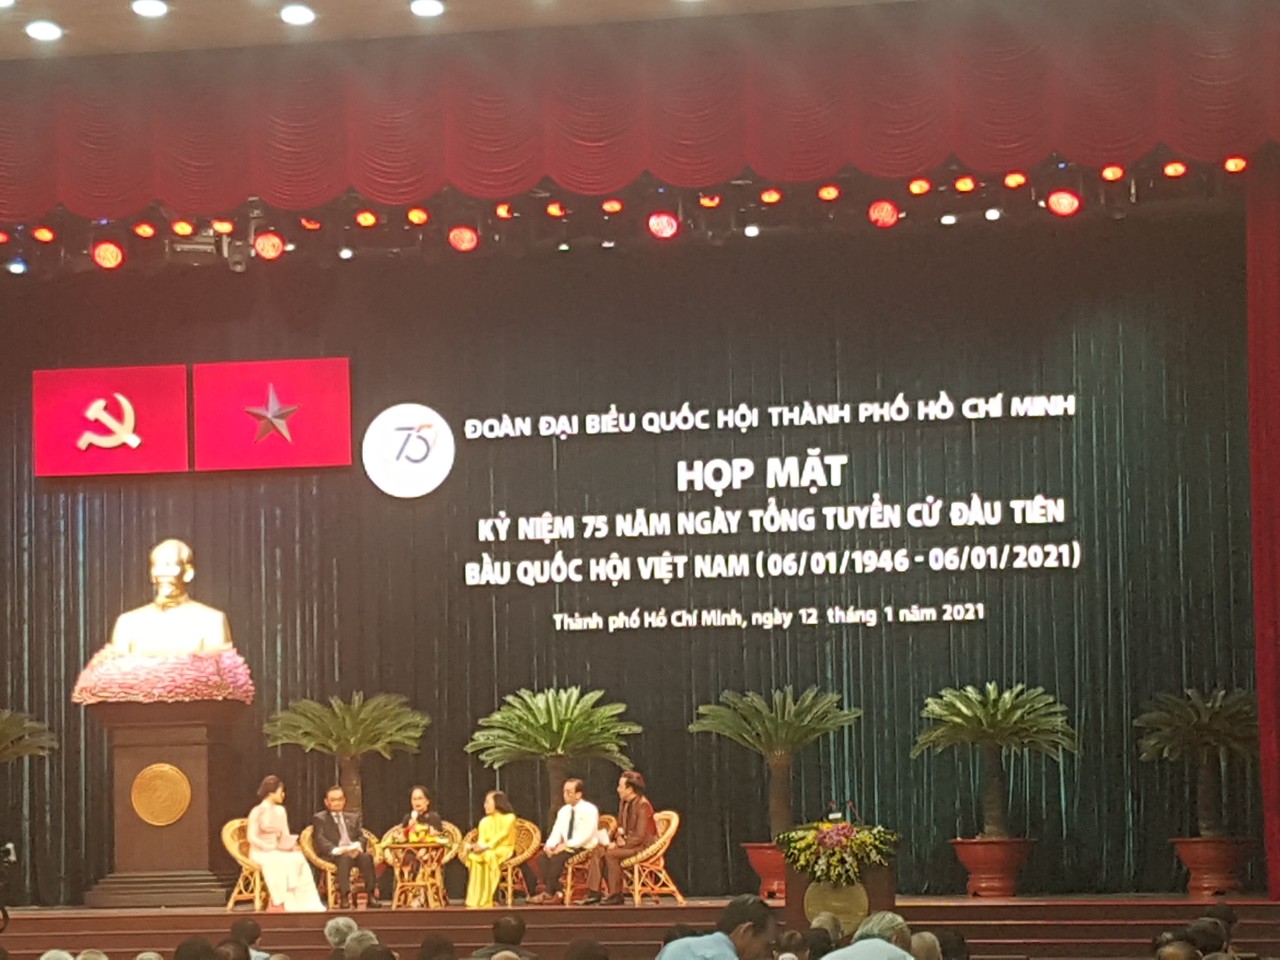 75
ĐOÀN ĐẠI BIỂU QUỐC HỘI THÀNH PHỐ HỒ CHÍ MINH
HỌP MẶT
KỶ NIỆM 75 NĂM NGÀY TỔNG TUYỂN CỬ ĐẦU TIÊN
BẦU QUỐC HỘI VIỆT NAM (06/01/1946 - 06/01/2021)
Thành phố Hồ Chí Minh, ngày 12 tháng 1 năm 2021